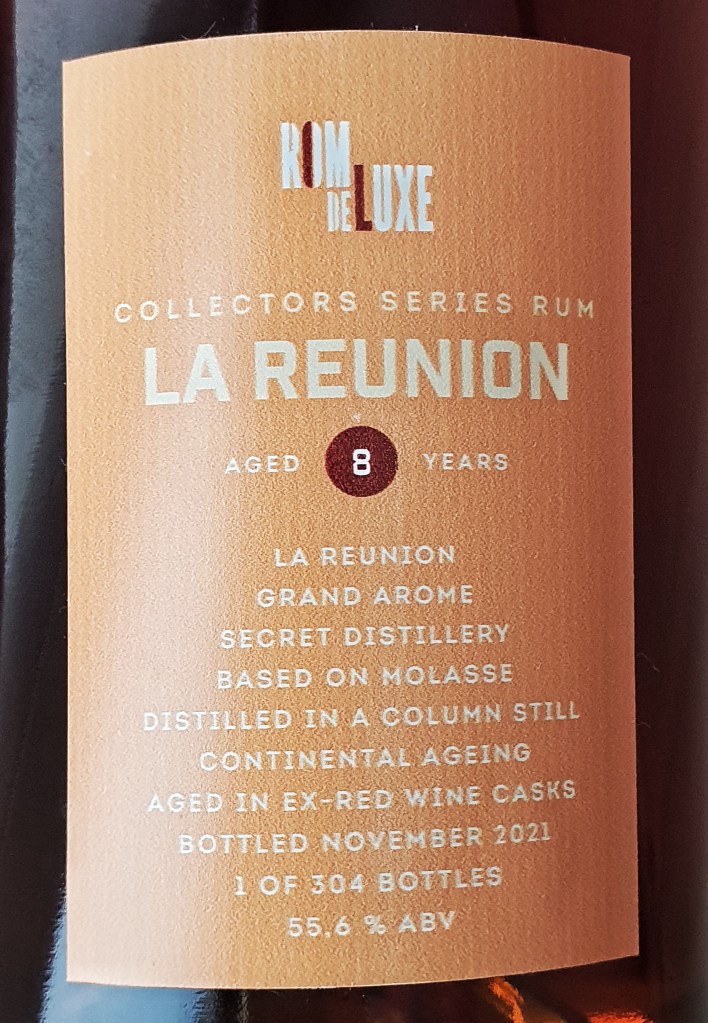 ROM
DE LUXE
COLLECTORS SERIES RUM
LA REUNION
AGED 8 YEARS
LA REUNION
GRAND AROME
SECRET DISTILLERY
BASED ON MOLASSE
DISTILLED IN A COLUMN STILL
CONTINENTAL AGEING
AGED IN EX-RED WINE CASKS
BOTTLED NOVEMBER 2021
1 OF 304 BOTTLES
55,6 % ABV